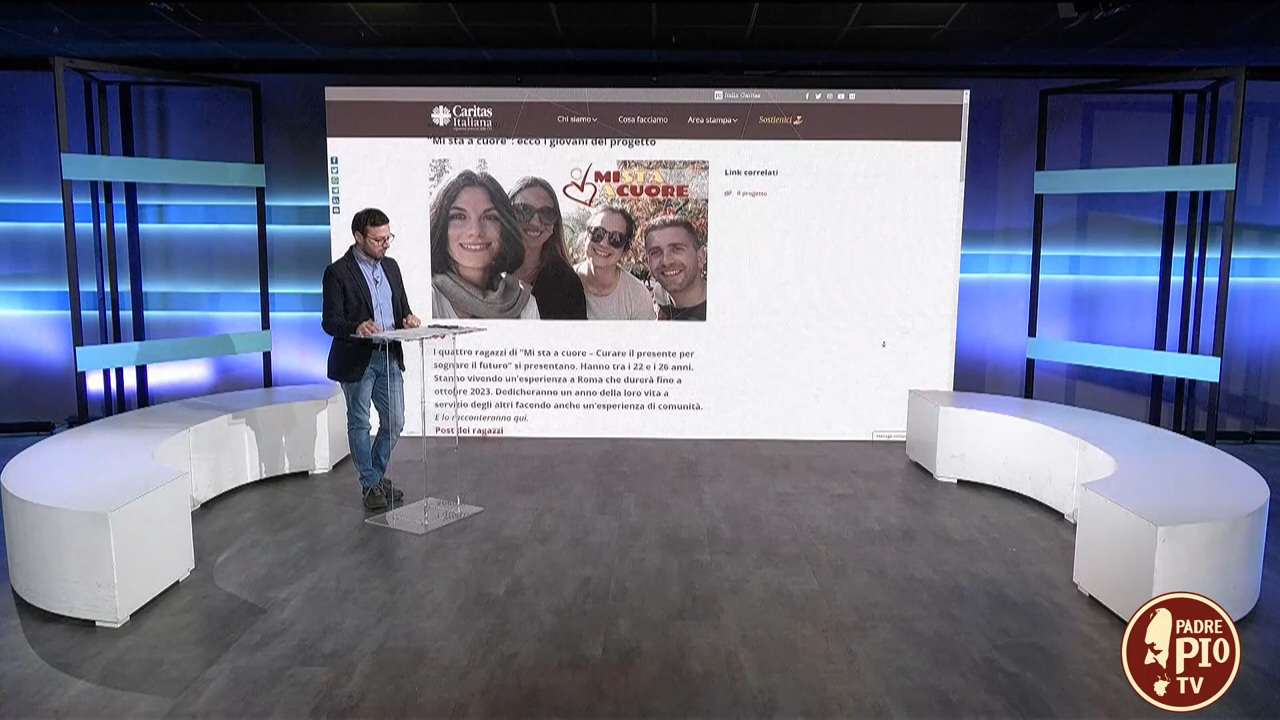 Italia Caritas
Caritas
Italiana
Chi siamo
Cosa facciamo
Area stampa
Sostienici
"Mi sta a cuore": ecco i giovani del progetto
MI STA
A CUORE
Link correlati
Il progetto
I quattro ragazzi di "Mi sta a cuore – Curare il presente per
sognare il futuro" si presentano. Hanno tra i 22 e i 26 anni.
Stanno vivendo un'esperienza a Roma che durerà fino a
ottobre 2023. Dedicheranno un anno della loro vita a
servizio degli altri facendo anche un'esperienza di comunità.
E lo racconteranno qui.
Post dei ragazzi
PADRE
PIO
TV